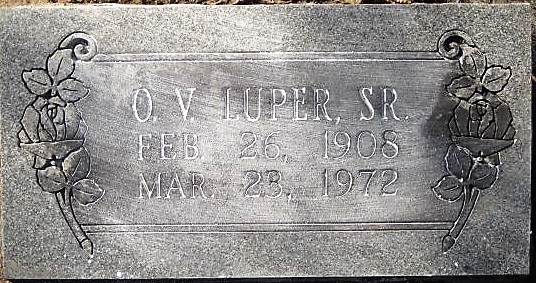 O. V. LUPER, SR.
FEB. 26, 1908
MAR. 23, 1972